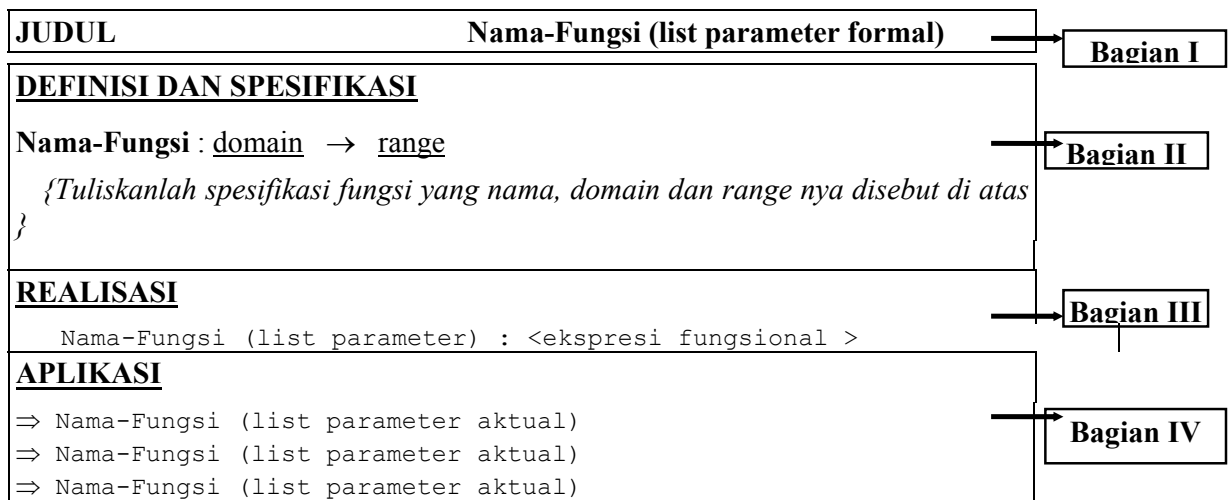 JUDUL Nama-Fungsi (list parameter formal)
Bagian I
DEFINISI DAN SPESIFIKASI
Nama-Fungsi : domain → range
Bagian II
{Tuliskanlah spesifikasi fungsi yang nama, domain dan range nya disebut di atas
}
REALISASI
Bagian III
Nama-Fungsi (list parameter) : <ekspresi fungsional >
APLIKASI
⇒ Nama-Fungsi (list parameter aktual)
Bagian IV
⇒ Nama-Fungsi (list parameter aktual)
⇒ Nama-Fungsi (list parameter aktual)